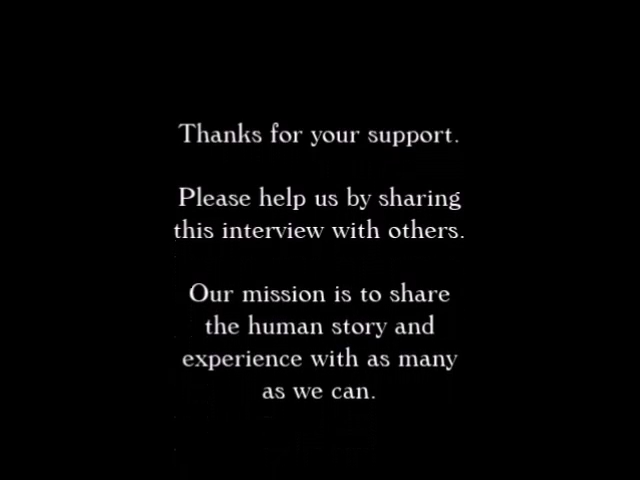 Thanks for your support.
Please help us by sharing
this interview with others.
Our mission is to share
the human story and
experience with as many
as we can.